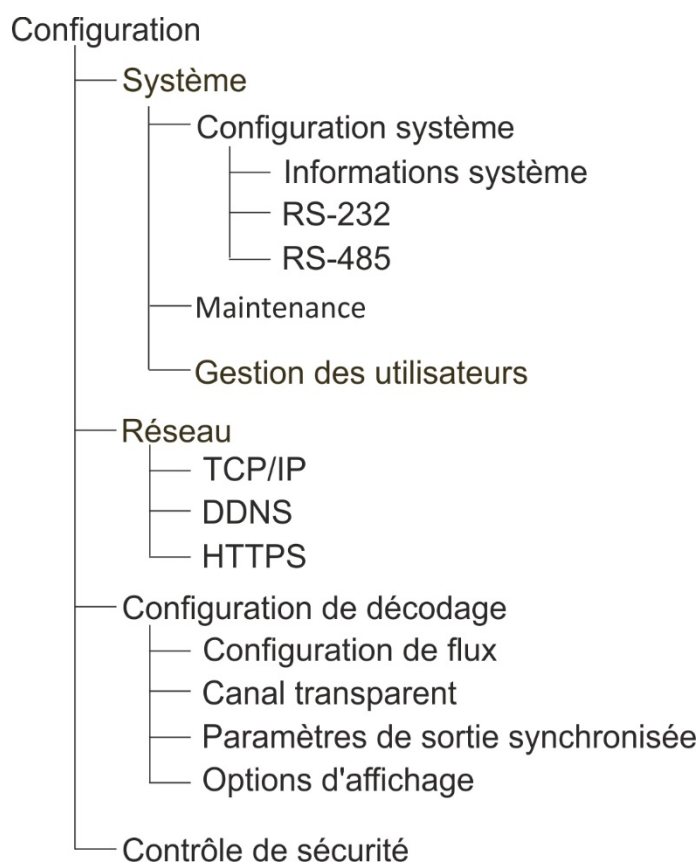 Configuration
Système
Configuration système
Informations système
RS-232
RS-485
Maintenance
Gestion des utilisateurs
Réseau
TCP/IP
DDNS
HTTPS
Configuration de décodage
Configuration de flux
Canal transparent
Paramètres de sortie synchronisée
Options d'affichage
Contrôle de sécurité